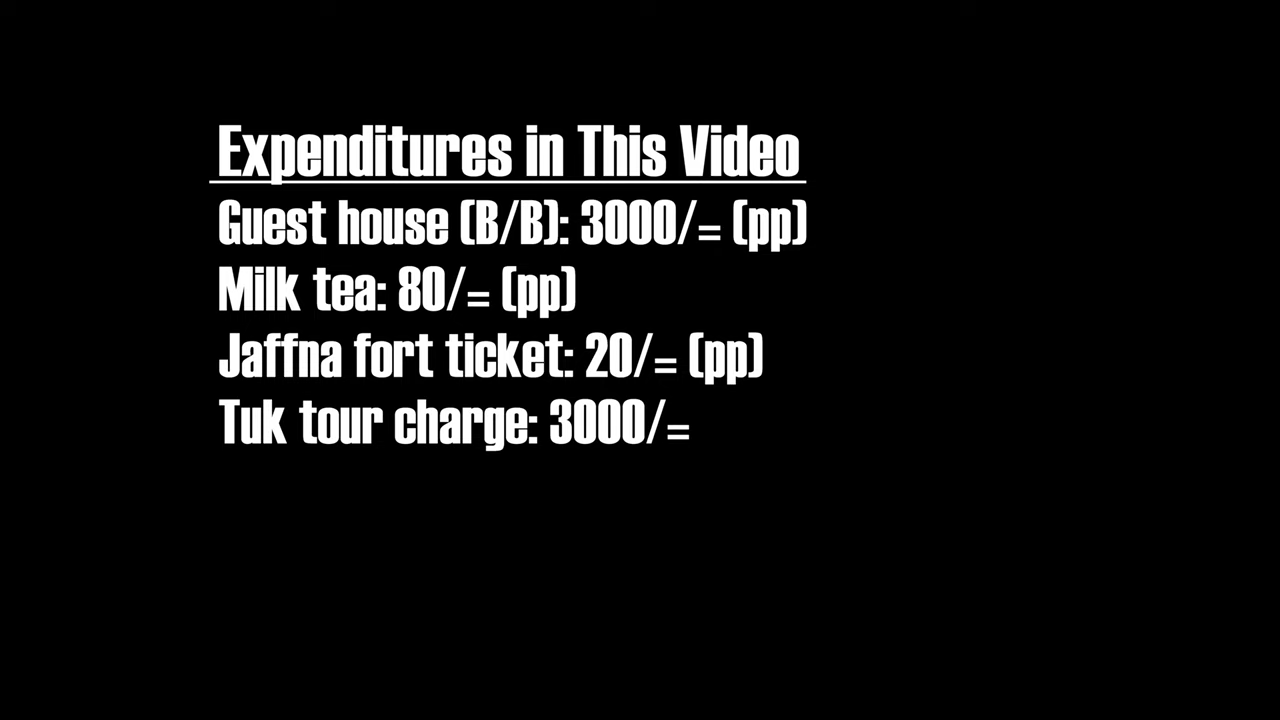 Expenditures in This Video
Guest house (B/B): 3000/= (pp)
Milk tea: 80/= (pp)
Jaffna fort ticket: 20/= (pp)
Tuk tour charge: 3000/=